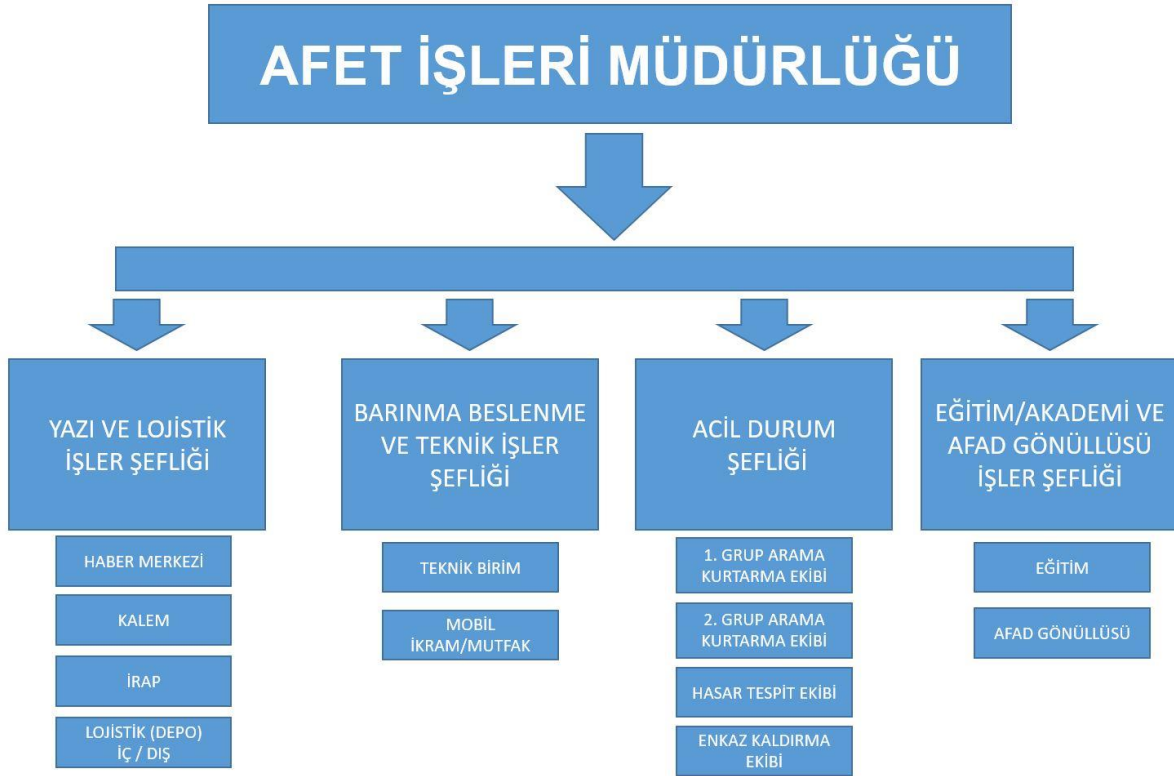 AFET İŞLERİ MÜDÜRLÜĞÜ
YAZI VE LOJİSTİK
İŞLER ŞEFLİĞİ
HABER MERKEZİ
KALEM
İRAP
LOJİSTİK (DEPO)
İÇ / DIŞ
BARINMA BESLENME
VE TEKNİK İŞLER
ŞEFLİĞİ
TEKNİK BİRİM
MOBİL
İKRAM/MUTFAK
ACİL DURUM
ŞEFLİĞİ
1. GRUP ARAMA
KURTARMA EKİBİ
2. GRUP ARAMA
KURTARMA EKİBİ
HASAR TESPİT EKİBİ
ENKAZ KALDIRMA
EKİBİ
EĞİTİM/AKADEMİ VE
AFAD GÖNÜLLÜSÜ
İŞLER ŞEFLİĞİ
EĞİTİM
AFAD GÖNÜLLÜSÜ